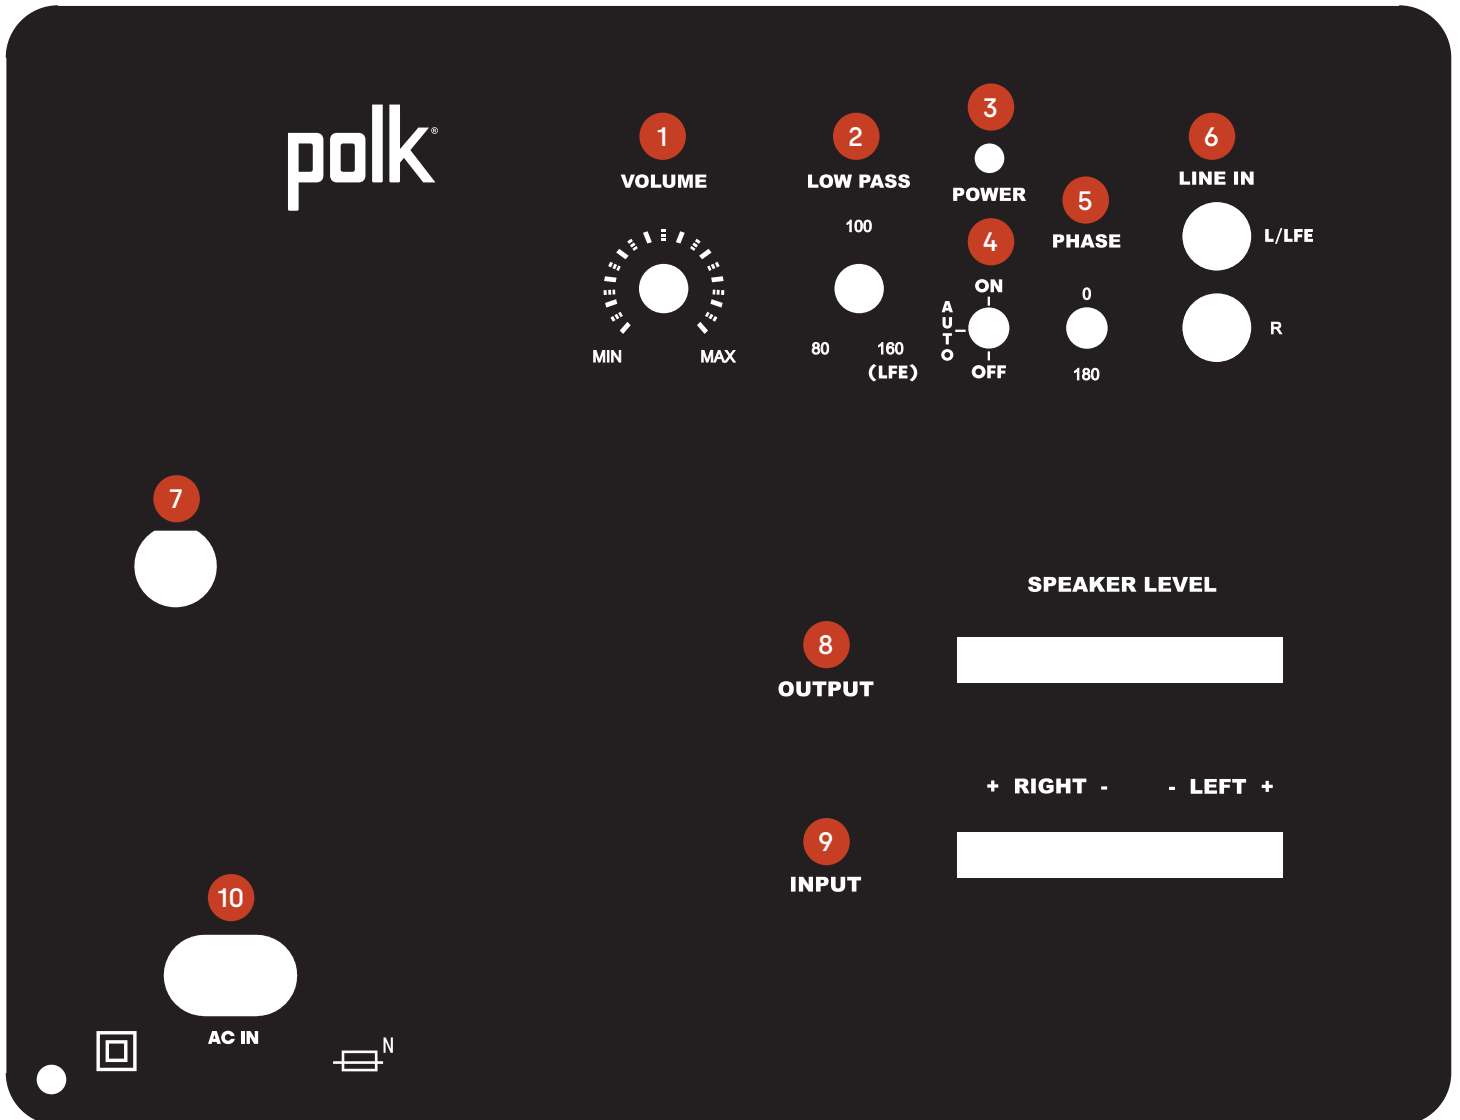 polk®
1
VOLUME
MIN
MAX
2
LOW PASS
100
80
160
(LFE)
3
POWER
4
ON
AUTO
OFF
5
PHASE
0
180
6
LINE IN
L/LFE
R
7
SPEAKER LEVEL
8
OUTPUT
+ RIGHT -
- LEFT +
9
INPUT
10
AC IN
N